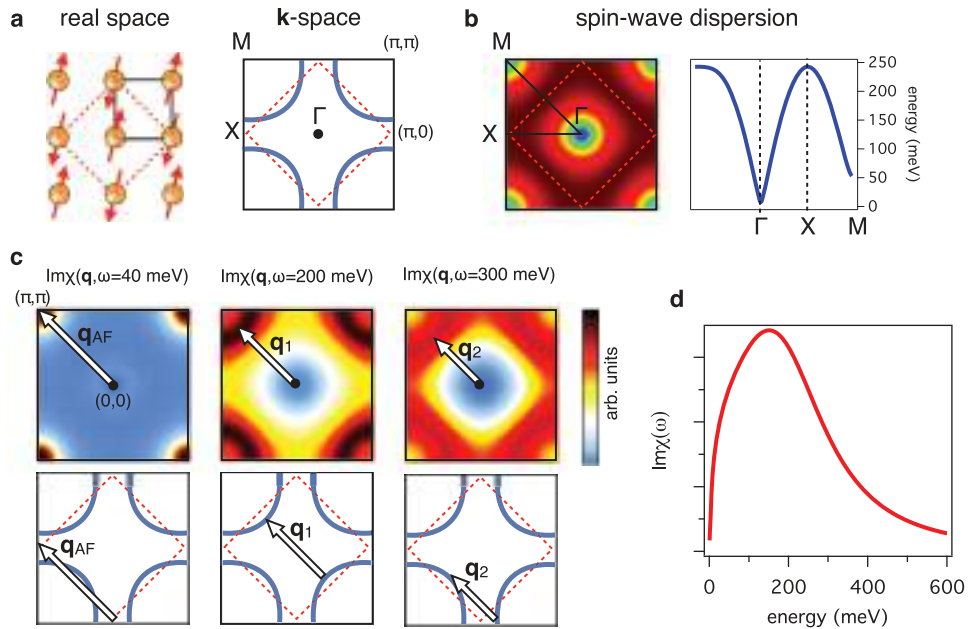 a real space k-space
M (π,π)
Γ
X (π,0)
b spin-wave dispersion
M
Γ
X
250
200
150
100
50
0
energy (meV)
Γ X M
c
Imχ(q,ω=40 meV) Imχ(q,ω=200 meV) Imχ(q,ω=300 meV)
(π,π)
qAF q1 q2
(0,0)
arb. units
qAF q1 q2
d
Imχ(ω)
0 200 400 600
energy (meV)